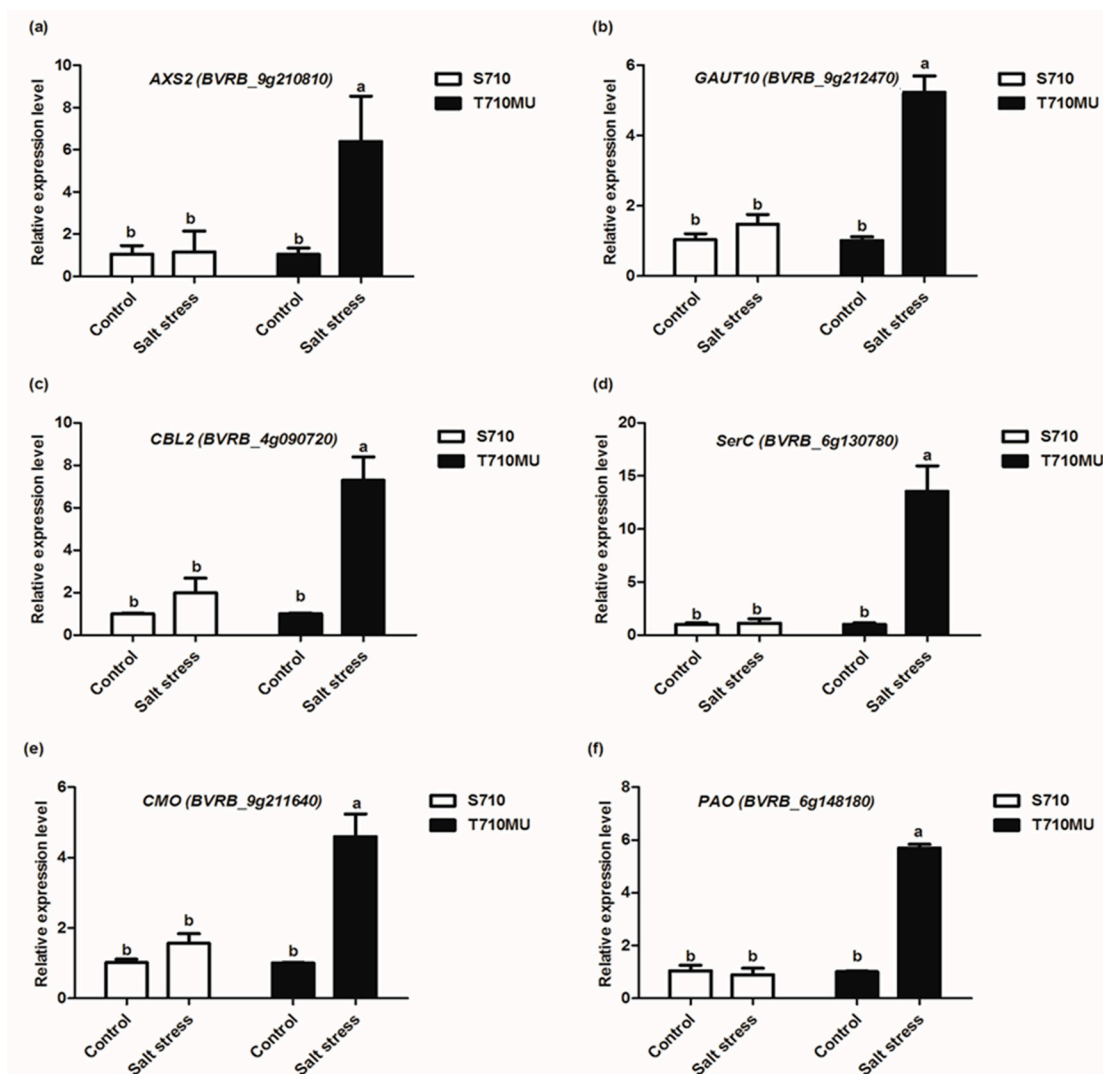 (a)
AXS2 (BVRB_9g210810)
Relative expression level
10
8
6
4
2
0
b
b
b
a
Control
Salt stress
Control
Salt stress
S710
T710MU
(b)
GAUT10 (BVRB_9g212470)
Relative expression level
6
4
2
0
b
b
b
a
Control
Salt stress
Control
Salt stress
S710
T710MU
(c)
CBL2 (BVRB_4g090720)
Relative expression level
10
8
6
4
2
0
b
b
b
a
Control
Salt stress
Control
Salt stress
S710
T710MU
(d)
SerC (BVRB_6g130780)
Relative expression level
20
15
10
5
0
b
b
b
a
Control
Salt stress
Control
Salt stress
S710
T710MU
(e)
CMO (BVRB_9g211640)
Relative expression level
6
4
2
0
b
b
b
a
Control
Salt stress
Control
Salt stress
S710
T710MU
(f)
PAO (BVRB_6g148180)
Relative expression level
8
6
4
2
0
b
b
b
a
Control
Salt stress
Control
Salt stress
S710
T710MU